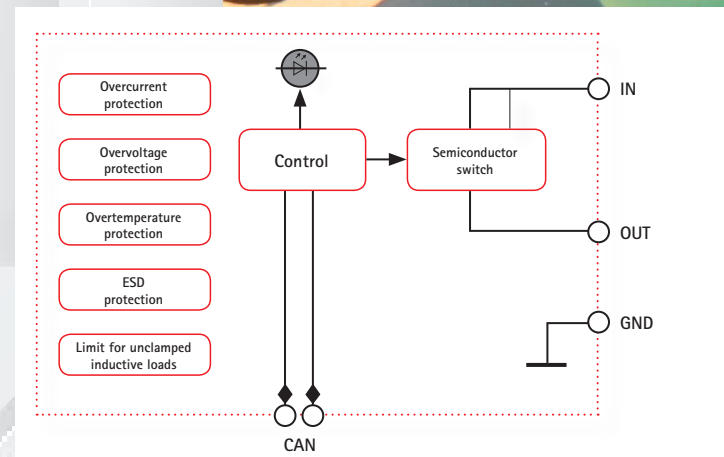 Overcurrent
protection
Overvoltage
protection
Overtemperature
protection
ESD
protection
Limit for unclamped
inductive loads
Control
Semiconductor
switch
IN
OUT
GND
CAN